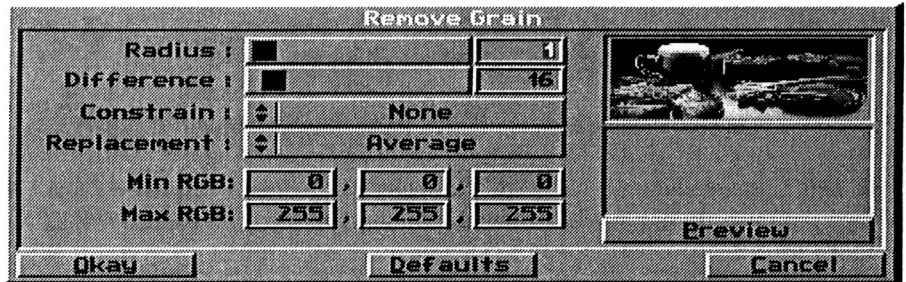 Remove Grain
Radius : 1
Difference : 16
Constrain : None
Replacement : Average
Min RGB: 0 , 0 , 0
Max RGB: 255 , 255 , 255
Preview
Okay Defaults Cancel